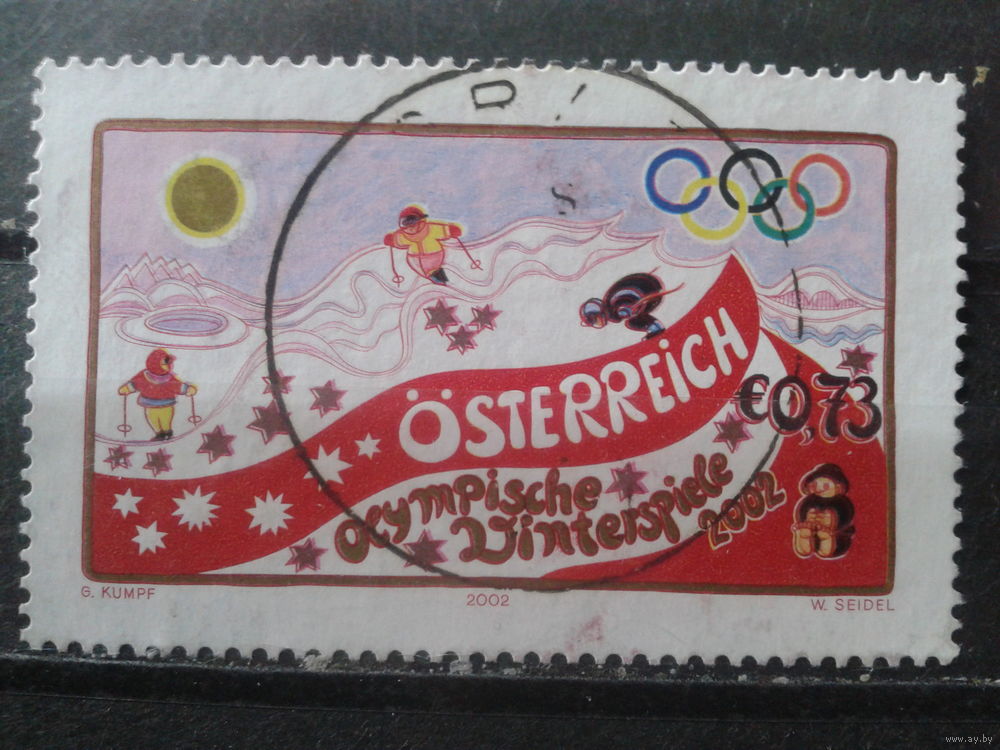 ÖSTERREiCH
€0,73
Olympische
Winterspiele
2002
G. KUMPF
2002
W. SEIDEL
www.ay.by